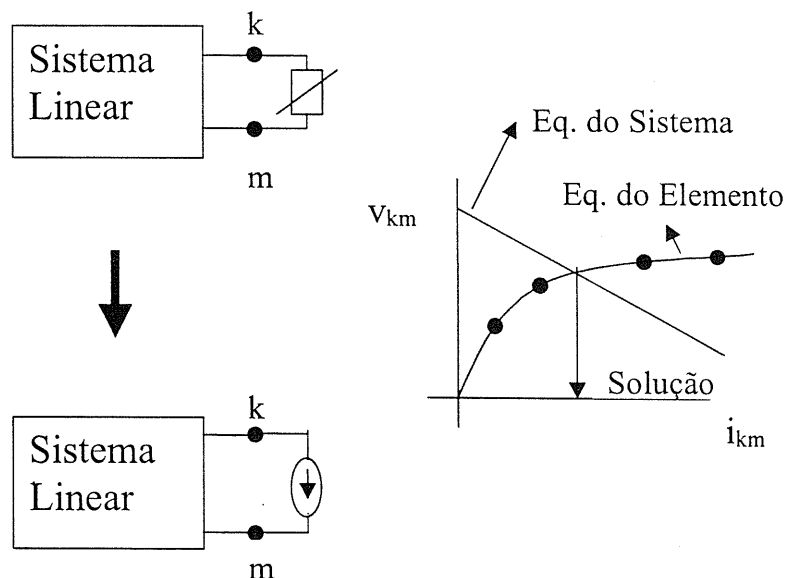 k
Sistema
Linear
m
Eq. do Sistema
Eq. do Elemento
vkm
Solução
ikm
k
Sistema
Linear
m